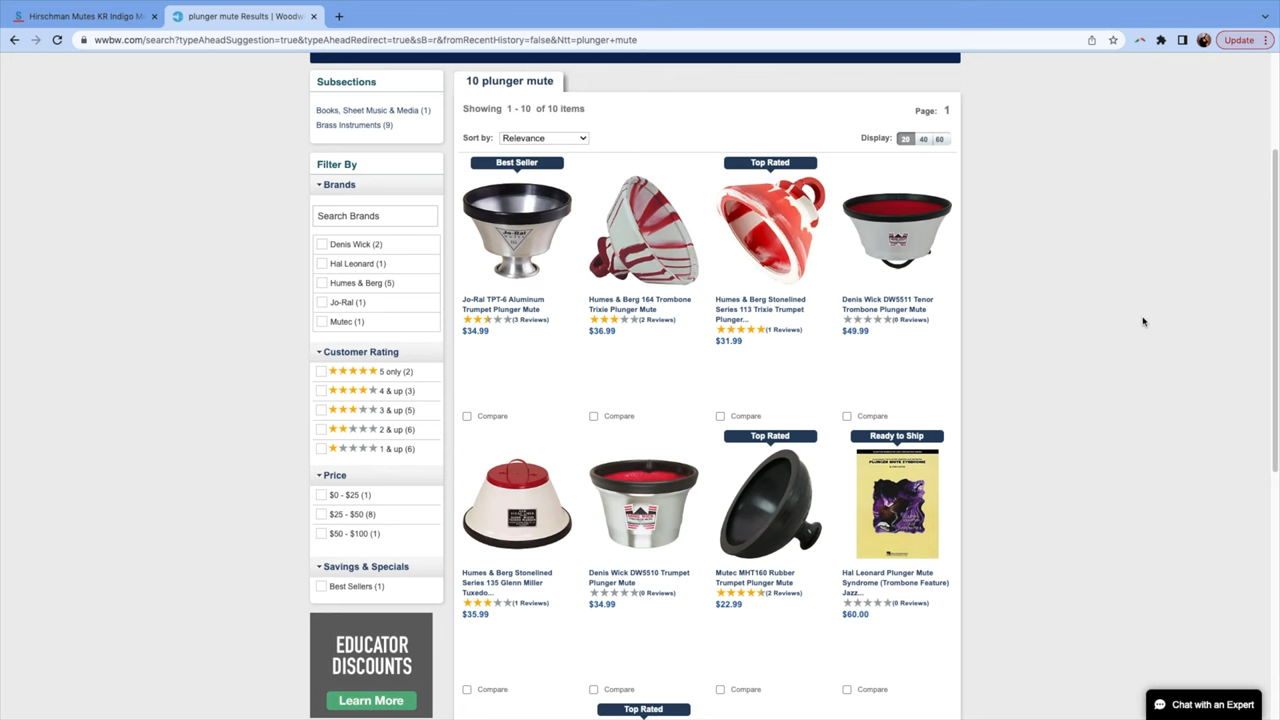 Hirschman Mutes KR Indigo M
plunger mute Results | Woodw
Update
wwbw.com/search?typeAheadSuggestion=true&typeAheadRedirect=true&sB=r&fromRecentHistory=false&Ntt=plunger+mute
Subsections
Books, Sheet Music & Media (1)
Brass Instruments (9)
Filter By
Brands
Search Brands
Denis Wick (2)
Hal Leonard (1)
Humes & Berg (5)
Jo-Ral (1)
Mutec (1)
Customer Rating
5 only (2)
4 & up (3)
3 & up (5)
2 & up (6)
1 & up (6)
Price
$0 - $25 (1)
$25 - $50 (8)
$50 - $100 (1)
Savings & Specials
Best Sellers (1)
EDUCATOR
DISCOUNTS
Learn More
10 plunger mute
Showing 1 - 10 of 10 items
Page: 1
Sort by: Relevance
Display: 20 40 60
Best Seller
Jo-Ral TPT-6 Aluminum
Trumpet Plunger Mute
(3 Reviews)
$34.99
Compare
Humes & Berg 164 Trombone
Trixie Plunger Mute
(2 Reviews)
$36.99
Compare
Top Rated
Humes & Berg Stonelined
Series 113 Trixie Trumpet
Plunger...
(1 Reviews)
$31.99
Compare
Denis Wick DW5511 Tenor
Trombone Plunger Mute
(0 Reviews)
$49.99
Compare
Humes & Berg Stonelined
Series 135 Glenn Miller
Tuxedo...
(1 Reviews)
$35.99
Compare
Denis Wick DW5510 Trumpet
Plunger Mute
(0 Reviews)
$34.99
Compare
Top Rated
Mutec MHT160 Rubber
Trumpet Plunger Mute
(2 Reviews)
$22.99
Compare
Ready to Ship
PLUNGER MUTE SYNDROME
Hal Leonard Plunger Mute
Syndrome (Trombone Feature)
Jazz...
(0 Reviews)
$60.00
Compare
Top Rated
Chat with an Expert